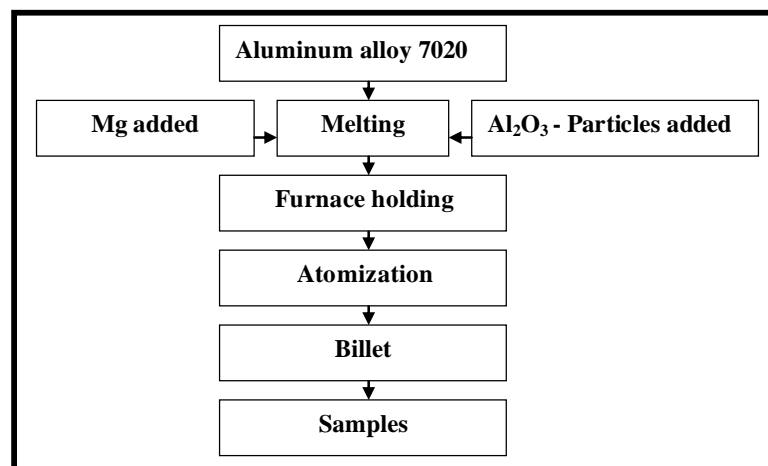 Aluminum alloy 7020
Mg added
Melting
Al₂O₃ - Particles added
Furnace holding
Atomization
Billet
Samples